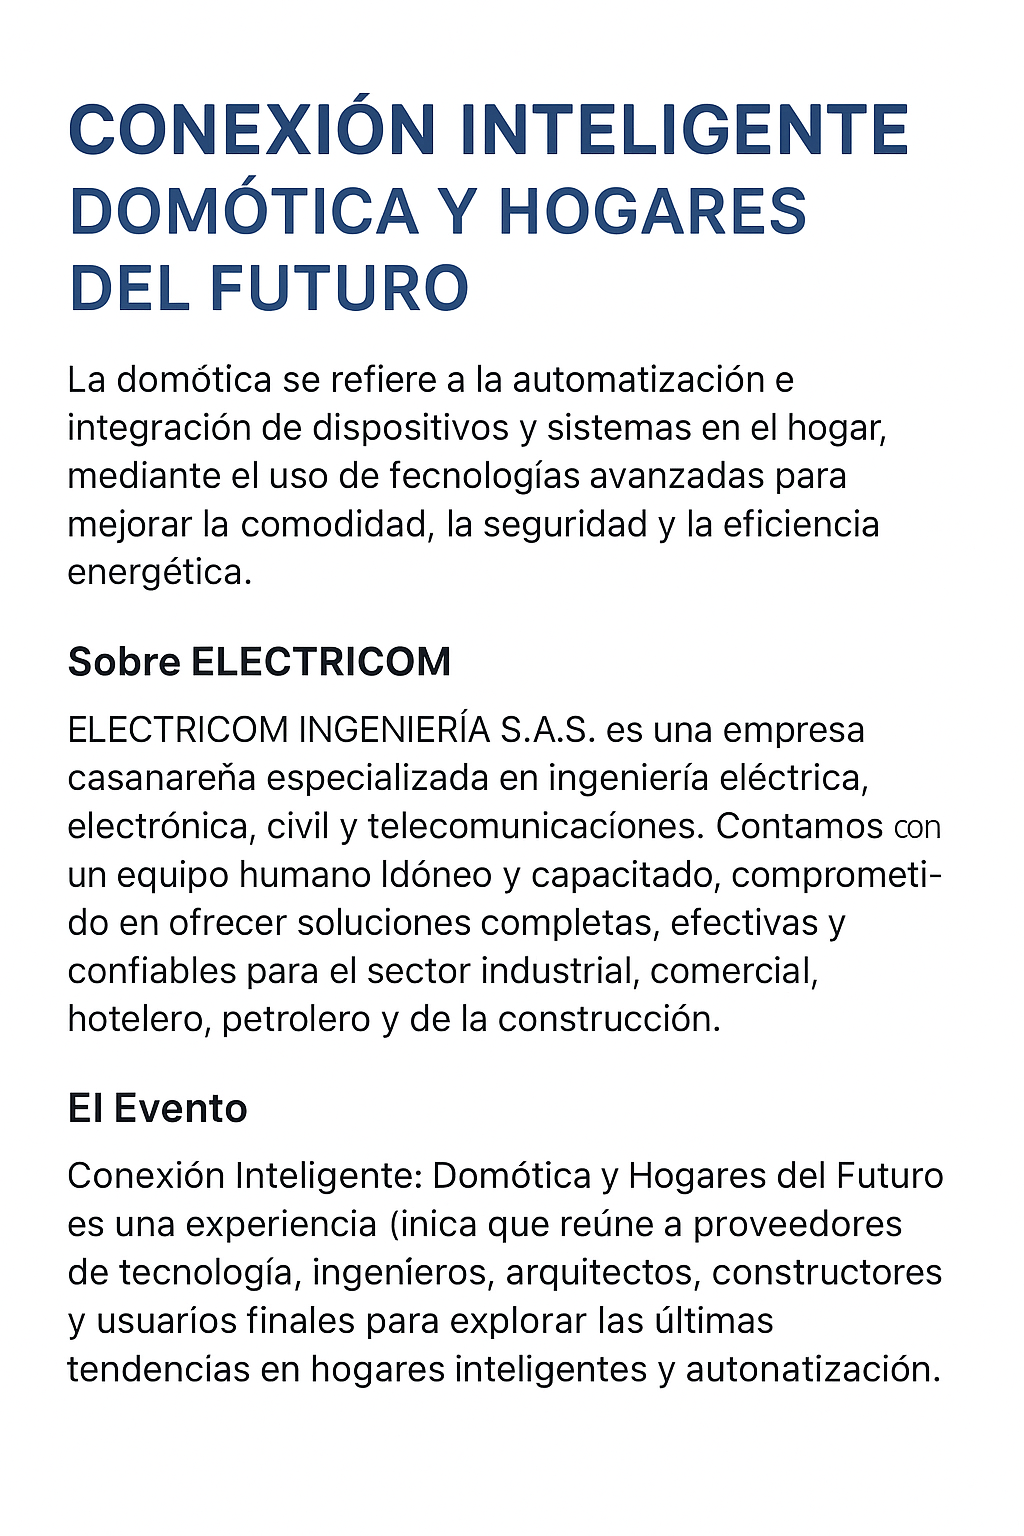 CONEXIÓN INTELIGENTE
DOMÓTICA Y HOGARES
DEL FUTURO
La domótica se refiere a la automatización e
integración de dispositivos y sistemas en el hogar,
mediante el uso de fecnologías avanzadas para
mejorar la comodidad, la seguridad y la eficiencia
energética.
Sobre ELECTRICOM
ELECTRICOM INGENIERÍA S.A.S. es una empresa
casanareňa especializada en ingeniería eléctrica,
electrónica, civil y telecomunicacíones. Contamos con
un equipo humano Idóneo y capacitado, comprometi-
do en ofrecer soluciones completas, efectivas y
confiables para el sector industrial, comercial,
hotelero, petrolero y de la construcción.
El Evento
Conexión Inteligente: Domótica y Hogares del Futuro
es una experiencia (inica que reúne a proveedores
de tecnología, ingeníeros, arquitectos, constructores
y usuaríos finales para explorar las últimas
tendencías en hogares inteligentes y autonatización.